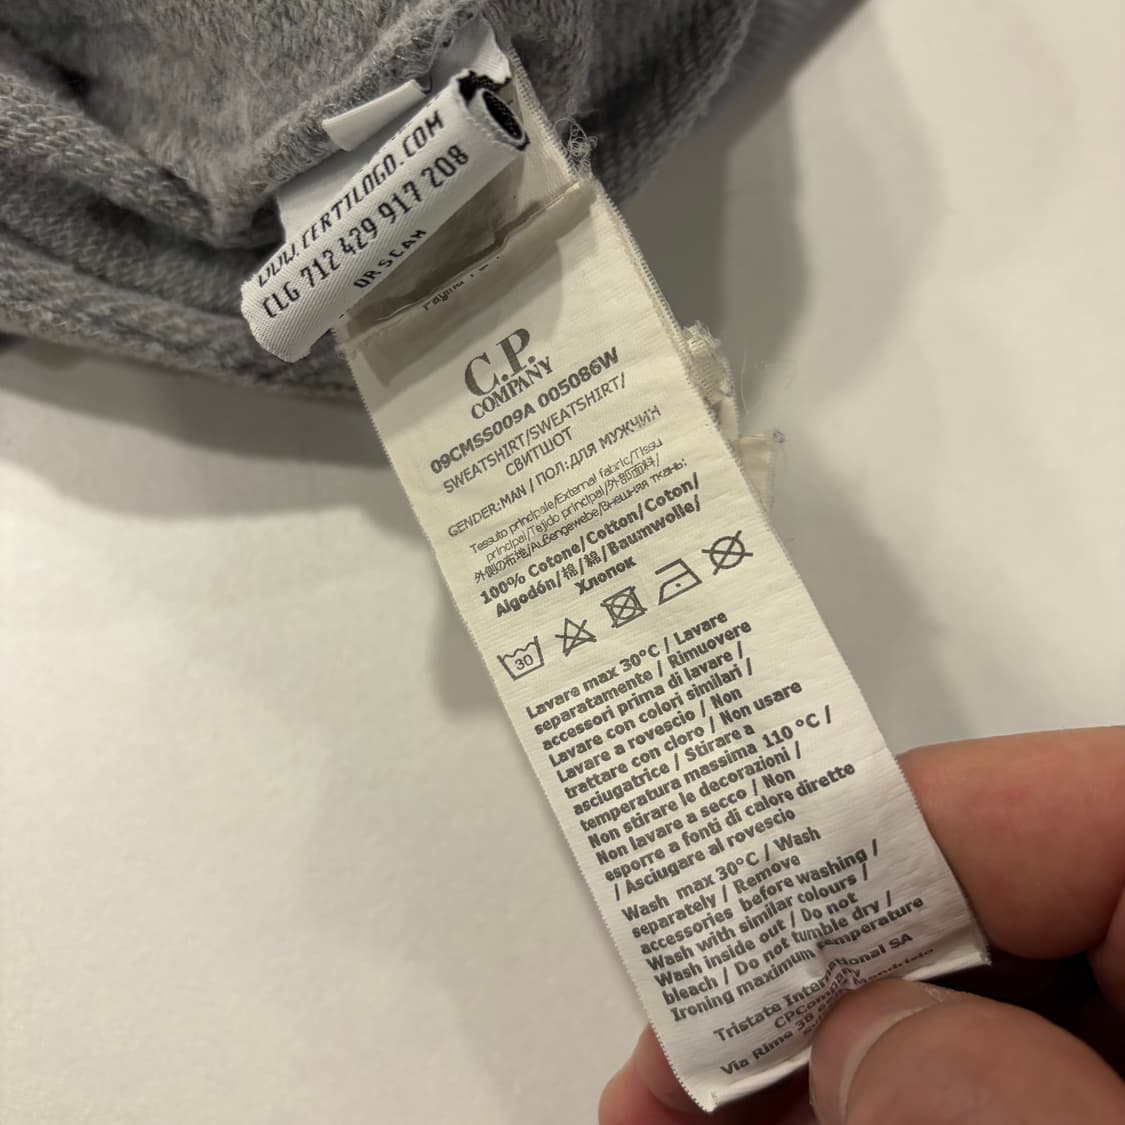 WWW.CERTILOGO.COM
CLG 712 429 917 208
OR SCAN
C.P.
COMPANY
09CMSS009A 005086W
SWEATSHIRT/SWEATSHIRT/
СВИТШОТ
GENDER:MAN / ПОЛ:ДЛЯ МУЖЧИН
Tessuto principale/External fabric/Tissu
principal/Tejido principal/外部面料/
外側の布地/Außengewebe/Внешняя ткань:
100% Cotone/Cotton/Coton/
Algodón/棉/綿/Baumwolle/
Хлопок
30
Lavare max 30°C / Lavare
separatamente / Rimuovere
accessori prima di lavare /
Lavare con colori similari /
Lavare a rovescio / Non
trattare con cloro / Non usare
asciugatrice / Stirare a
temperatura massima 110 °C /
Non stirare le decorazioni /
Non lavare a secco / Non
esporre a fonti di calore dirette
/ Asciugare al rovescio
Wash max 30°C / Wash
separately / Remove
accessories before washing /
Wash with similar colours /
Wash inside out / Do not
bleach / Do not tumble dry /
Ironing maximum temperature
Tristate International SA
CPCompany
Via Rime 38 Mendrisio